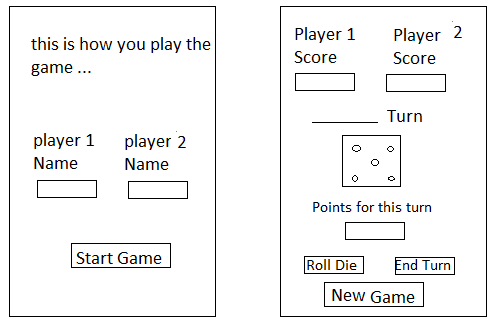 this is how you play the
game ...
player 1 player 2
Name Name
Start Game
Player 1 Player 2
Score Score
Turn
Points for this turn
Roll Die End Turn
New Game